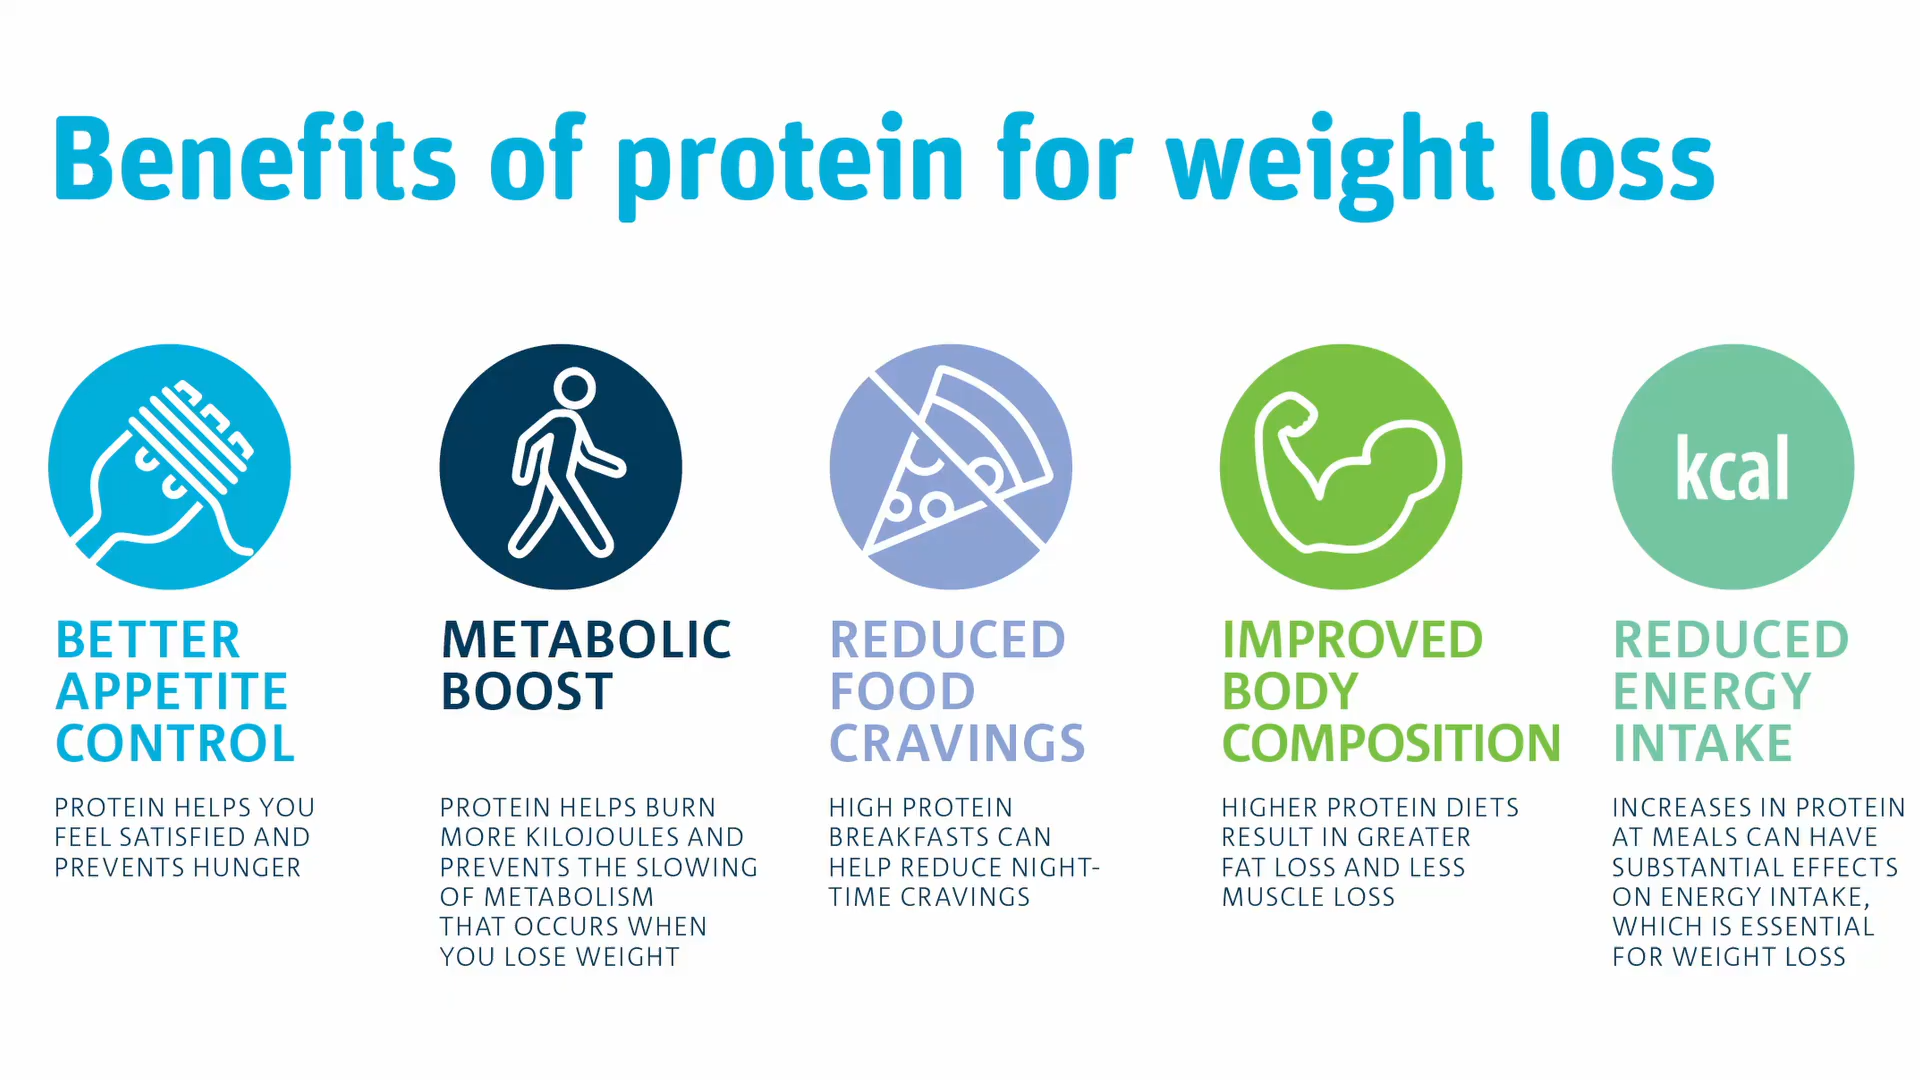 Benefits of protein for weight loss
kcal
BETTER
APPETITE
CONTROL
PROTEIN HELPS YOU
FEEL SATISFIED AND
PREVENTS HUNGER
METABOLIC
BOOST
PROTEIN HELPS BURN
MORE KILOJOULES AND
PREVENTS THE SLOWING
OF METABOLISM
THAT OCCURS WHEN
YOU LOSE WEIGHT
REDUCED
FOOD
CRAVINGS
HIGH PROTEIN
BREAKFASTS CAN
HELP REDUCE NIGHT-
TIME CRAVINGS
IMPROVED
BODY
COMPOSITION
HIGHER PROTEIN DIETS
RESULT IN GREATER
FAT LOSS AND LESS
MUSCLE LOSS
REDUCED
ENERGY
INTAKE
INCREASES IN PROTEIN
AT MEALS CAN HAVE
SUBSTANTIAL EFFECTS
ON ENERGY INTAKE,
WHICH IS ESSENTIAL
FOR WEIGHT LOSS